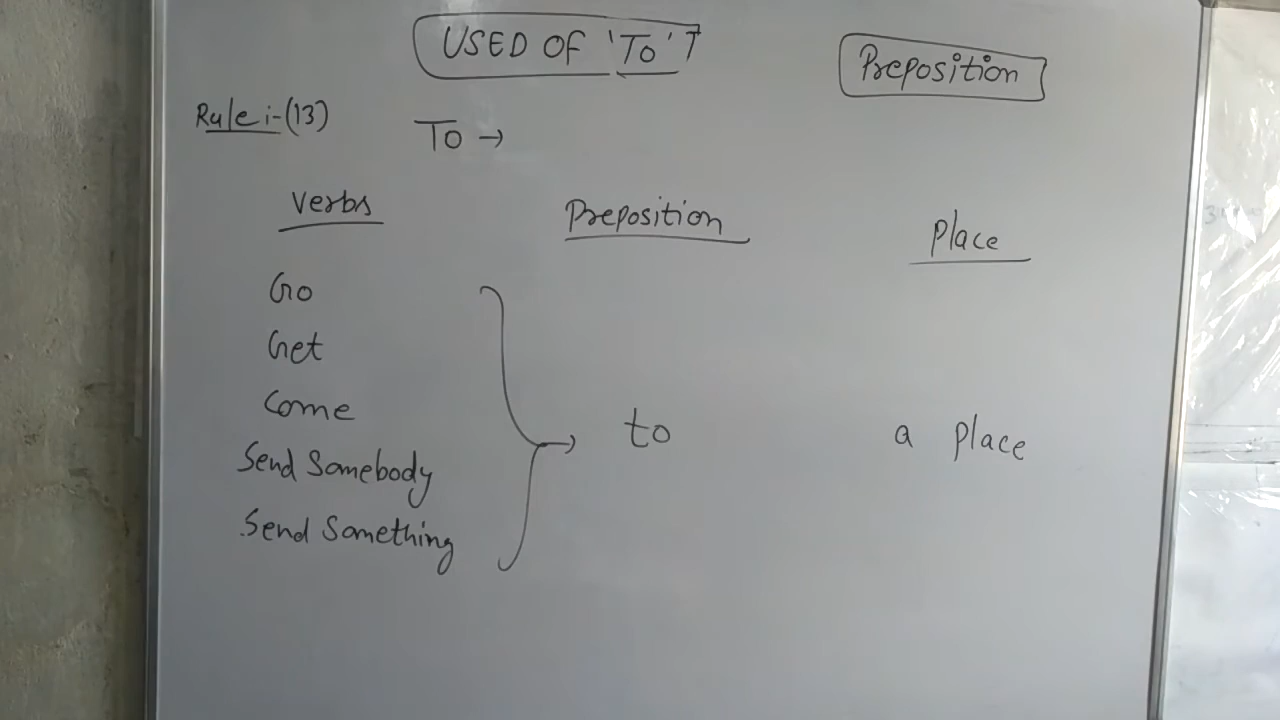 USED OF 'To' ?
Preposition
Rule :- (13)
To →
Verbs Preposition Place
Go
Get
Come
to a place
Send Somebody
Send Something